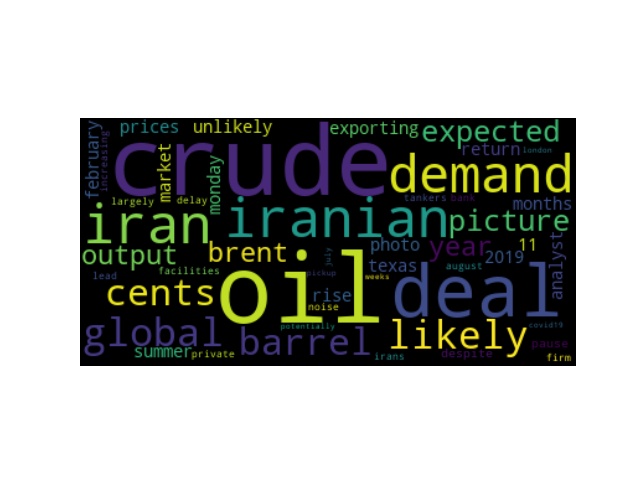 february
increasing
prices
unlikely
crude
exporting
expected
return
london
market
monday
demand
largely
delay
tankers
bank
months
iran
iranian
picture
output
brent
photo
year
11
analyst
facilities
oil
july
texas
august
2019
lead
pickup
weeks
deal
cents
rise
noise
global
potentially
barrel
likely
covid19
pause
summer
private
irans
despite
firm